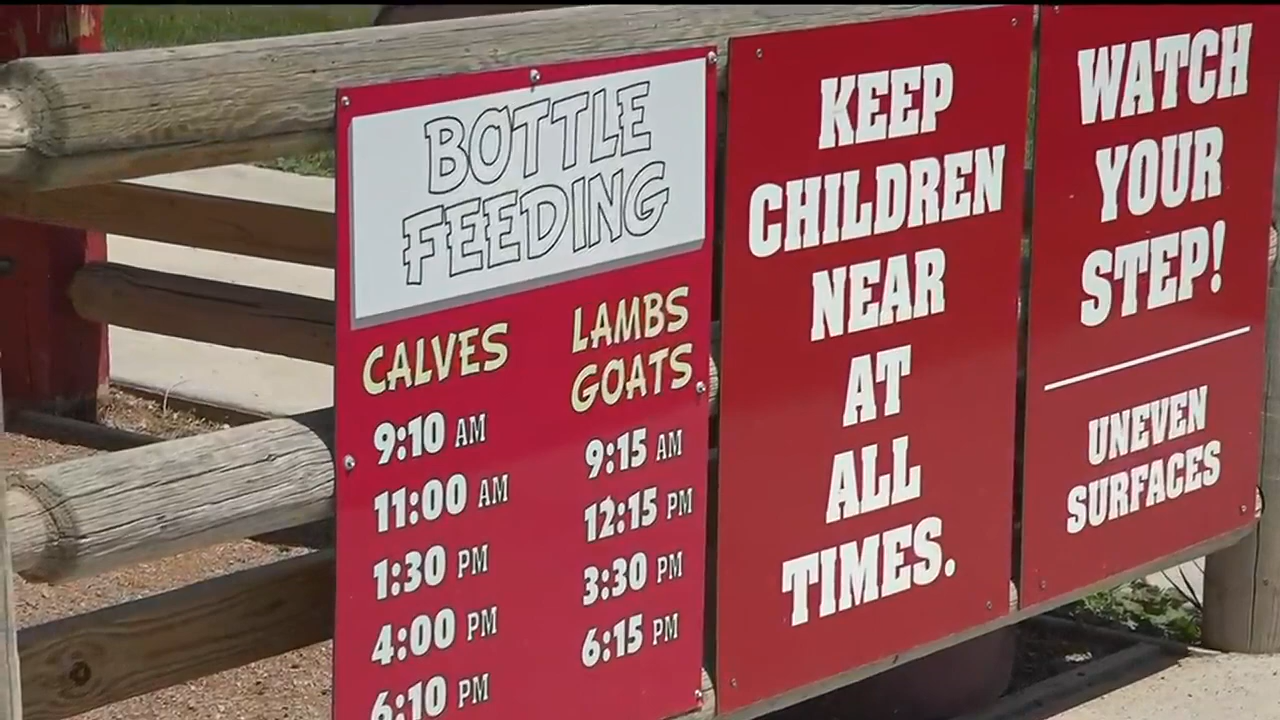 BOTTLE
FEEDING
CALVES
9:10 AM
11:00 AM
1:30 PM
4:00 PM
6:10 PM
LAMBS
GOATS
9:15 AM
12:15 PM
3:30 PM
6:15 PM
KEEP
CHILDREN
NEAR
AT
ALL
TIMES.
WATCH
YOUR
STEP!
UNEVEN
SURFACES